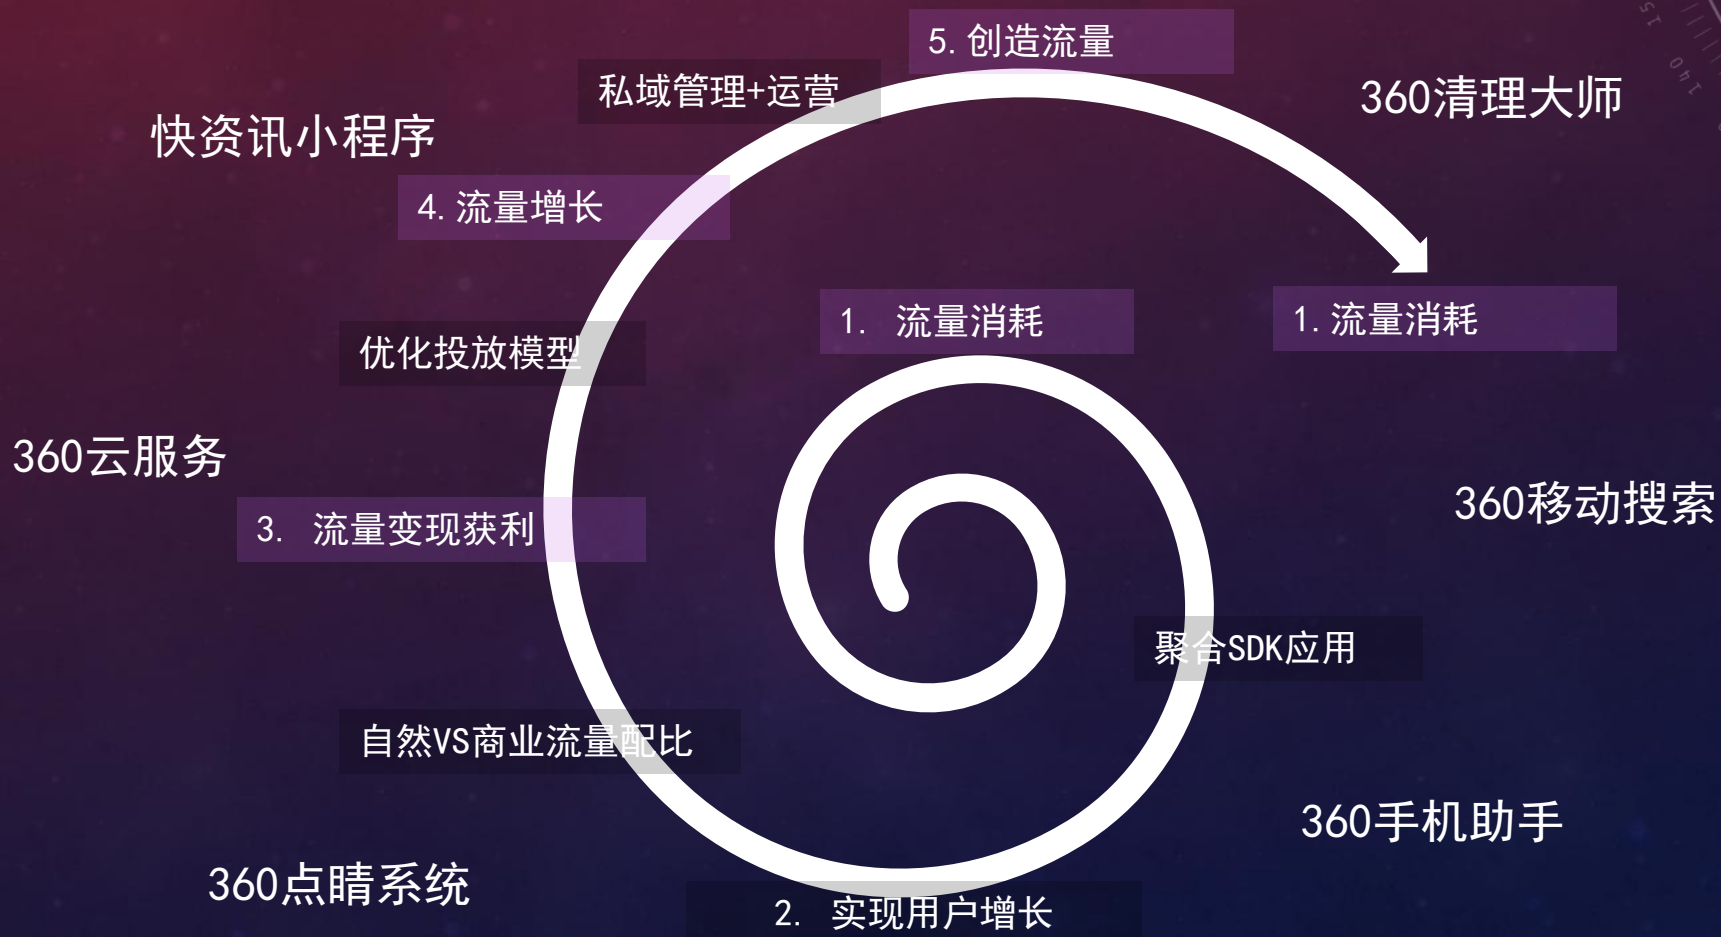 5.创造流量
私域管理+运营
360清理大师
快资讯小程序
4.流量增长
1. 流量消耗
1.流量消耗
优化投放模型
360云服务
3. 流量变现获利
360移动搜索
聚合SDK应用
自然VS商业流量配比
360手机助手
360点睛系统
2. 实现用户增长
15
140